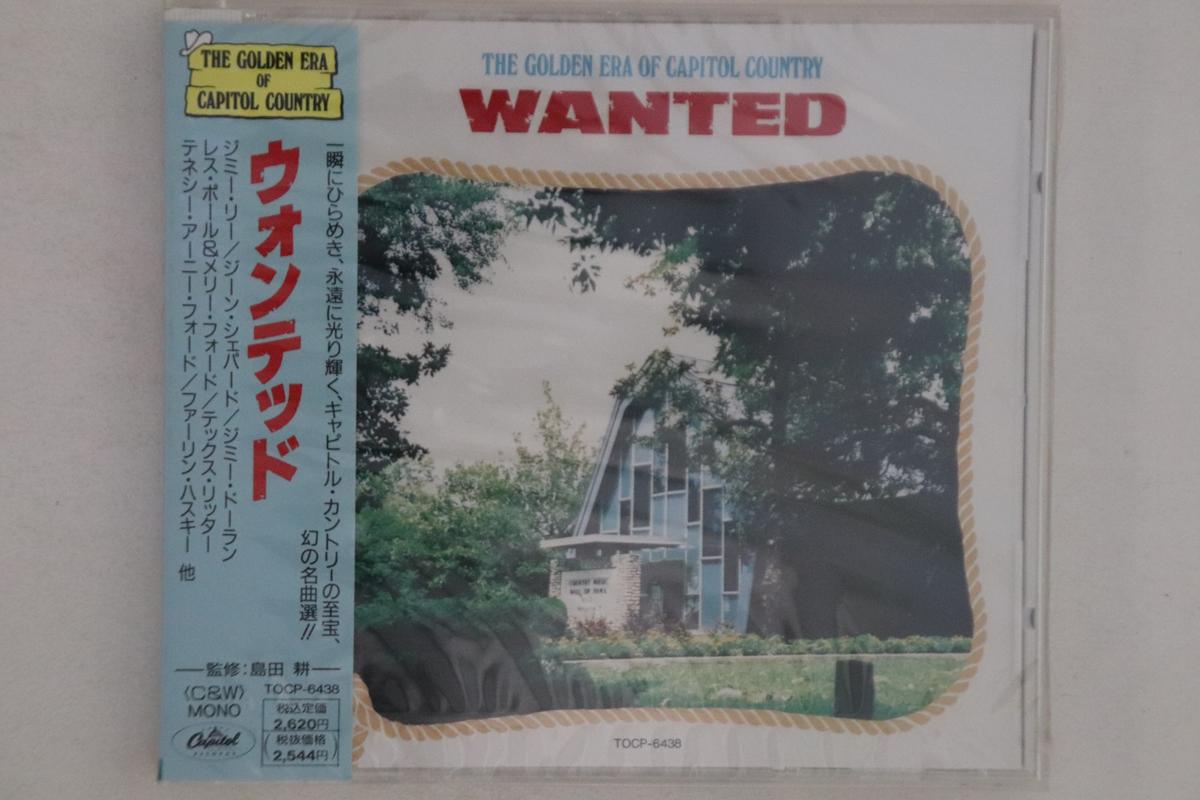 THE GOLDEN ERA
OF
CAPITOL COUNTRY
一瞬にひらめき、永遠に光り輝く、キャピトル・カントリーの至宝、
幻の名曲選!!
ウォンテッド
ジミー・リー/ジーン・シェパード/ジミー・ドーラン
レス・ポール&メリー・フォード/テックス・リッター
テネシー・アーニー・フォード/ファーリン・ハスキー 他
監修:島田 耕
〈C&W〉
MONO
TOCP-6438
税込定価
2,620円
(税抜価格
2,544円)
Capitol
RECORDS
THE GOLDEN ERA OF CAPITOL COUNTRY
WANTED
COUNTRY MUSIC
HALL OF FAME
TOCP-6438